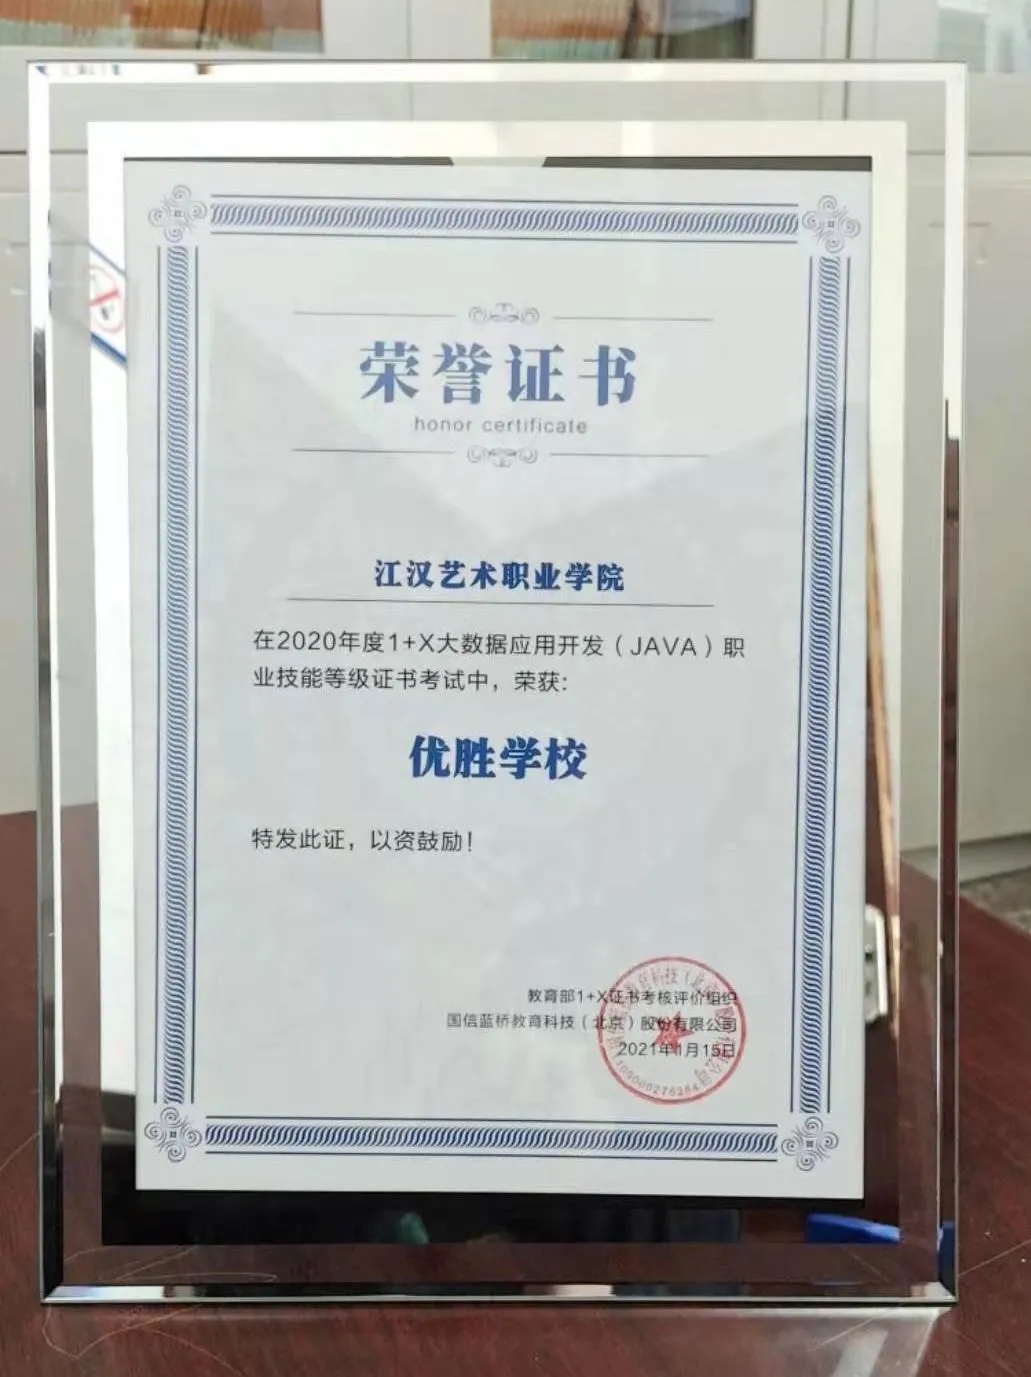 荣誉证书
honor certificate
江汉艺术职业学院
在2020年度1+X大数据应用开发（JAVA）职
业技能等级证书考试中，荣获：
优胜学校
特发此证，以资鼓励！
教育部1+X证书考核评价组织
国信蓝桥教育科技（北京）股份有限公司
2021年1月15日